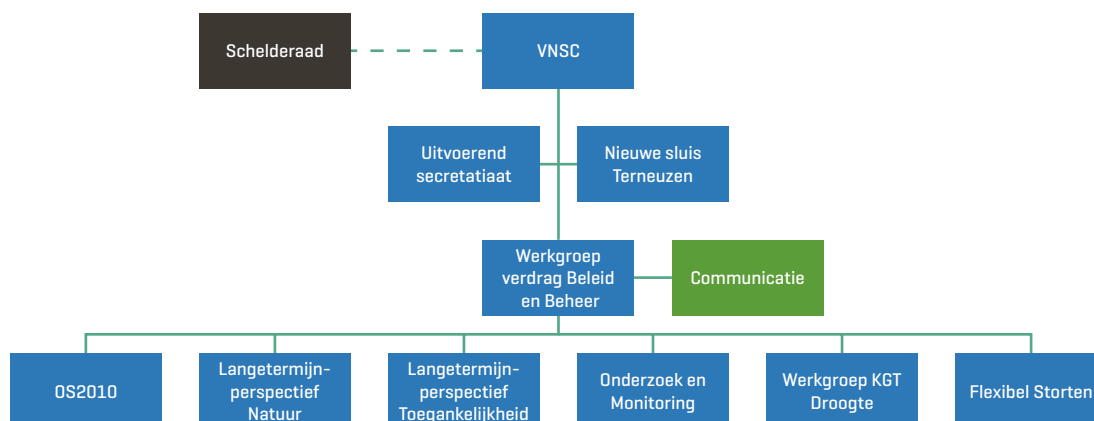 Schelderaad
VNSC
Uitvoerend
secretatiaat
Nieuwe sluis
Terneuzen
Werkgroep
verdrag Beleid
en Beheer
Communicatie
OS2010
Langetermijn-
perspectief
Natuur
Langetermijn-
perspectief
Toegankelijkheid
Onderzoek en
Monitoring
Werkgroep KGT
Droogte
Flexibel Storten